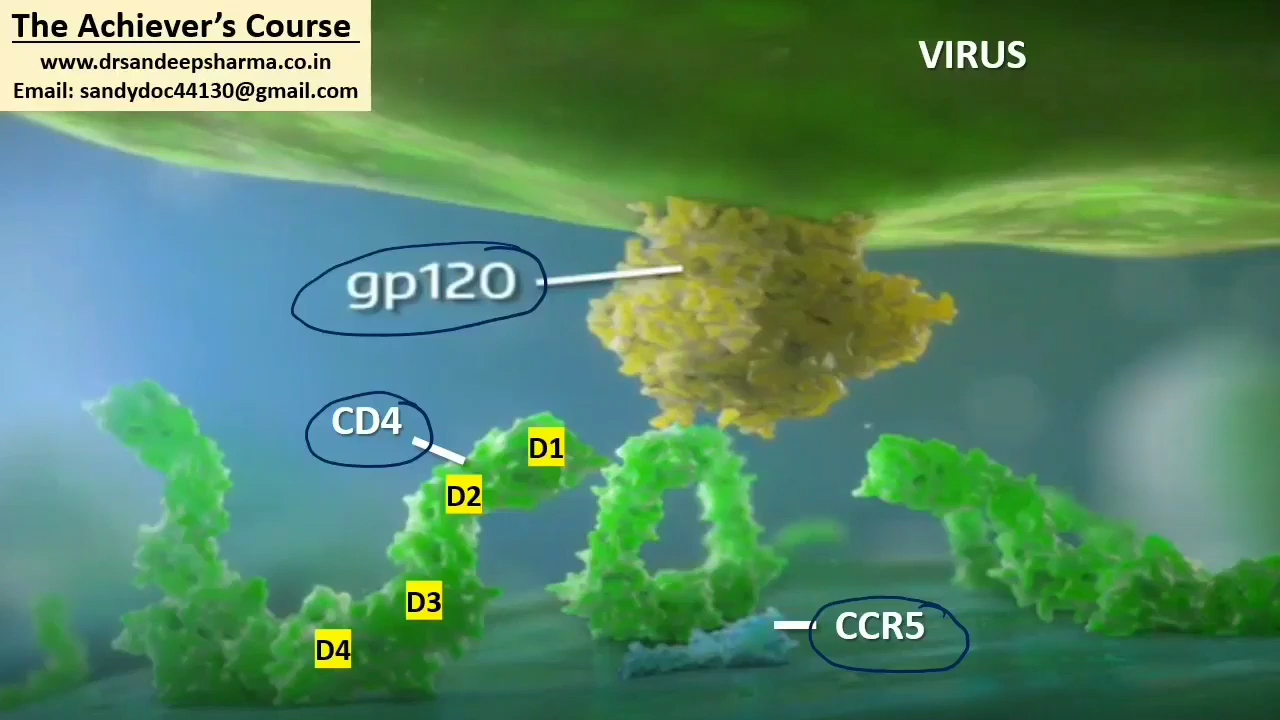 The Achiever's Course
www.drsandeepsharma.co.in
Email: sandydoc44130@gmail.com
VIRUS
gp120
CD4
D1
D2
D3
D4
CCR5